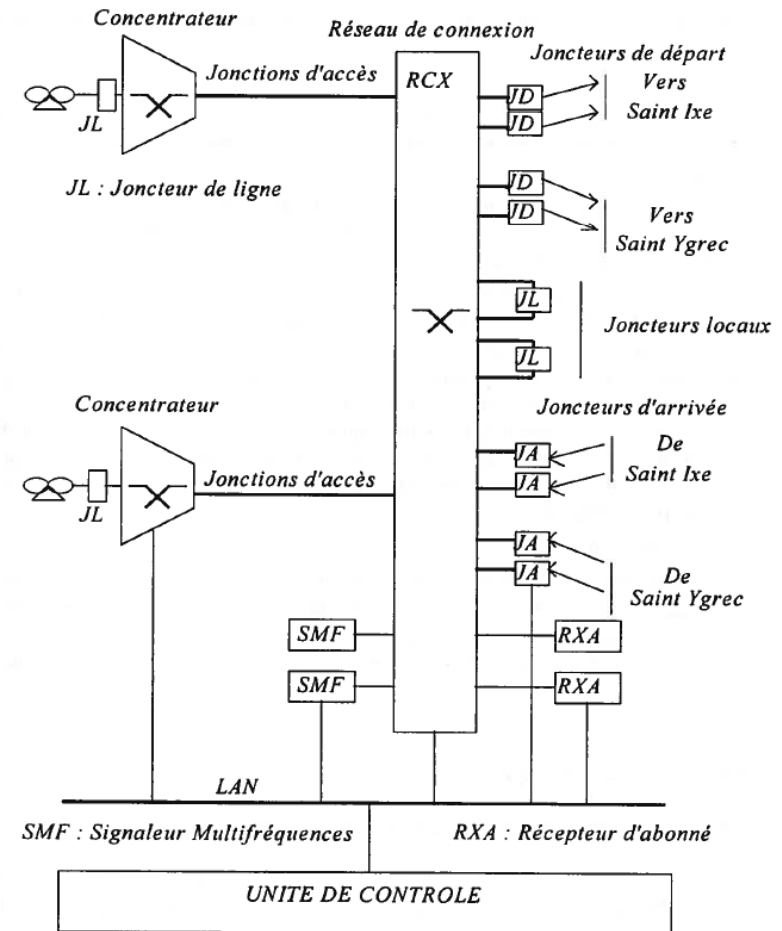 Concentrateur
Réseau de connexion
Joncteurs de départ
Jonctions d'accès
RCX
JD
Vers
JD
Saint Ixe
JL
JL : Joncteur de ligne
JD
JD
Vers
Saint Ygrec
JL
Joncteurs locaux
JL
Concentrateur
Joncteurs d'arrivée
JA
De
Jonctions d'accès
JA
Saint Ixe
JL
JA
JA
De
Saint Ygrec
SMF
RXA
SMF
RXA
LAN
SMF : Signaleur Multifréquences
RXA : Récepteur d'abonné
UNITE DE CONTROLE